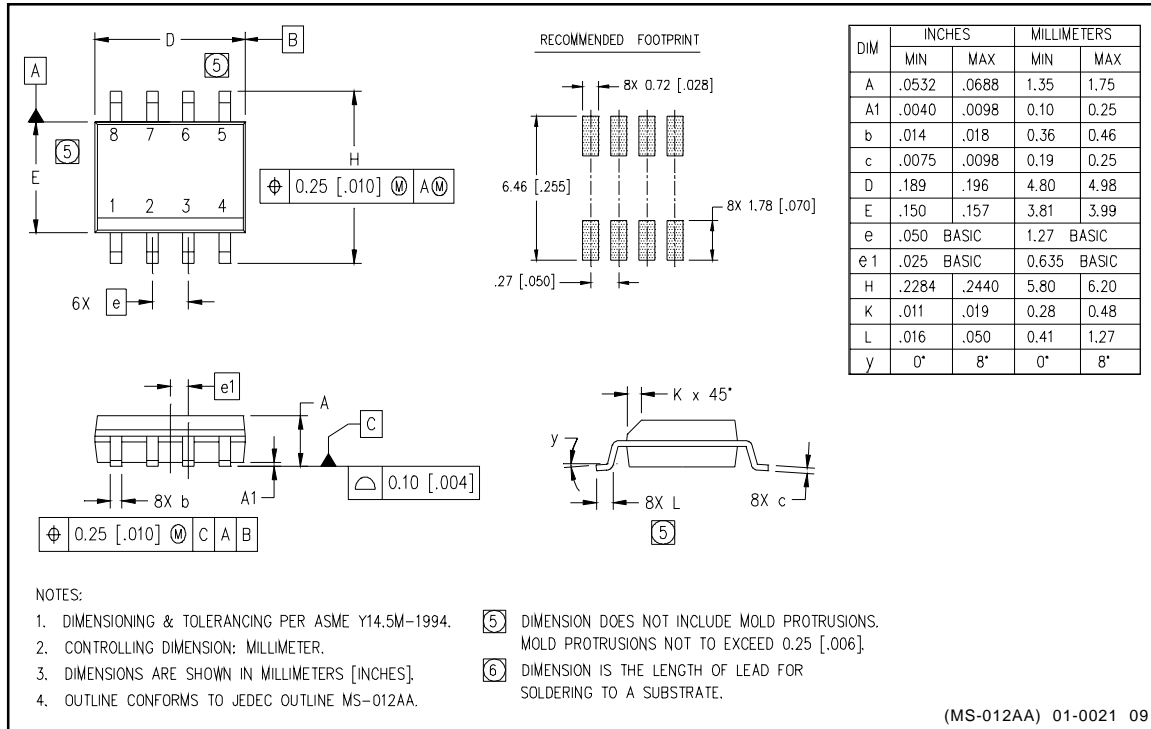 D
B
5
A
8 7 6 5
5
E
H
⌖ 0.25 [.010] Ⓜ AⓂ
1 2 3 4
6X e
RECOMMENDED FOOTPRINT
8X 0.72 [.028]
6.46 [.255]
8X 1.78 [.070]
.27 [.050]
DIM INCHES MILLIMETERS
MIN MAX MIN MAX
A .0532 .0688 1.35 1.75
A1 .0040 .0098 0.10 0.25
b .014 .018 0.36 0.46
c .0075 .0098 0.19 0.25
D .189 .196 4.80 4.98
E .150 .157 3.81 3.99
e .050 BASIC 1.27 BASIC
e1 .025 BASIC 0.635 BASIC
H .2284 .2440 5.80 6.20
K .011 .019 0.28 0.48
L .016 .050 0.41 1.27
y 0° 8° 0° 8°
e1
A
C
⌓ 0.10 [.004]
8X b
A1
⌖ 0.25 [.010] Ⓜ C A B
K x 45°
y
8X L
8X c
5
NOTES:
1. DIMENSIONING & TOLERANCING PER ASME Y14.5M-1994.
2. CONTROLLING DIMENSION: MILLIMETER.
3. DIMENSIONS ARE SHOWN IN MILLIMETERS [INCHES].
4. OUTLINE CONFORMS TO JEDEC OUTLINE MS-012AA.
5 DIMENSION DOES NOT INCLUDE MOLD PROTRUSIONS.
MOLD PROTRUSIONS NOT TO EXCEED 0.25 [.006].
6 DIMENSION IS THE LENGTH OF LEAD FOR
SOLDERING TO A SUBSTRATE.
(MS-012AA) 01-0021 09